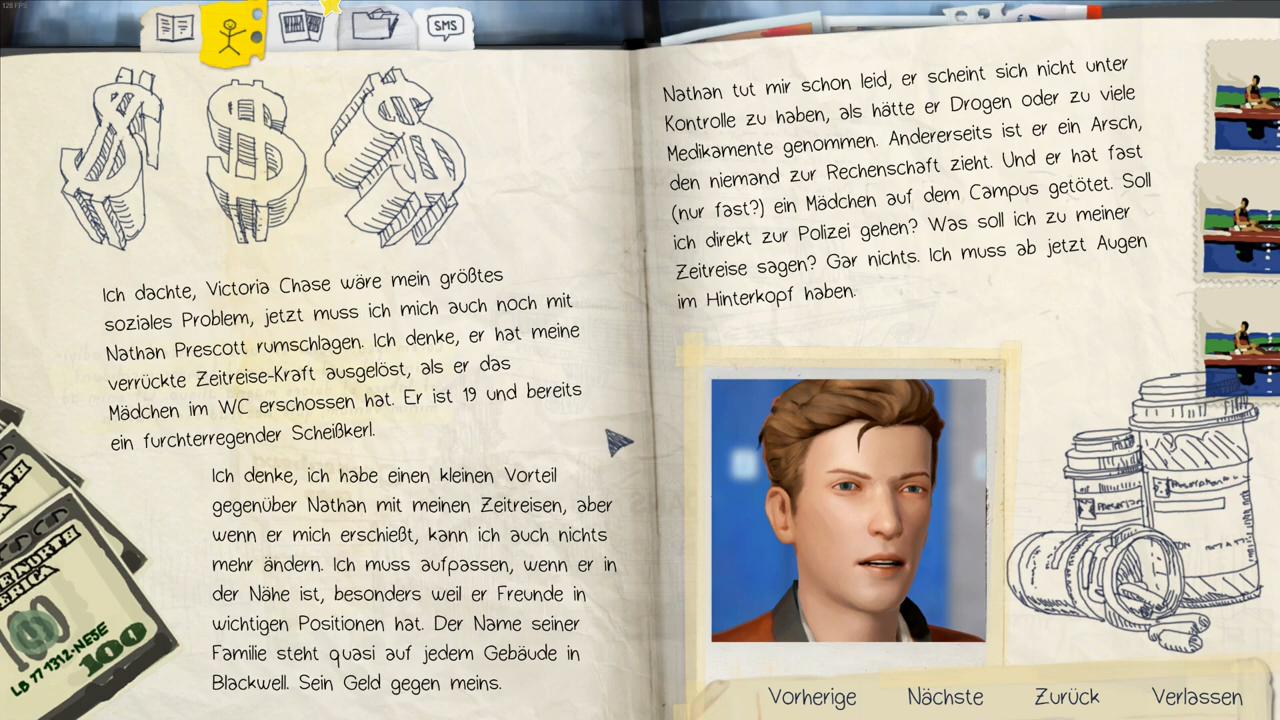 128 FPS
SMS
Ich dachte, Victoria Chase wäre mein größtes
soziales Problem, jetzt muss ich mich auch noch mit
Nathan Prescott rumschlagen. Ich denke, er hat meine
verrückte Zeitreise-Kraft ausgelöst, als er das
Mädchen im WC erschossen hat. Er ist 19 und bereits
ein furchterregender Scheißkerl.
Ich denke, ich habe einen kleinen Vorteil
gegenüber Nathan mit meinen Zeitreisen, aber
wenn er mich erschießt, kann ich auch nichts
mehr ändern. Ich muss aufpassen, wenn er in
der Nähe ist, besonders weil er Freunde in
wichtigen Positionen hat. Der Name seiner
Familie steht quasi auf jedem Gebäude in
Blackwell. Sein Geld gegen meins.
100
Nathan tut mir schon leid, er scheint sich nicht unter
Kontrolle zu haben, als hätte er Drogen oder zu viele
Medikamente genommen. Andererseits ist er ein Arsch,
den niemand zur Rechenschaft zieht. Und er hat fast
(nur fast?) ein Mädchen auf dem Campus getötet. Soll
ich direkt zur Polizei gehen? Was soll ich zu meiner
Zeitreise sagen? Gar nichts. Ich muss ab jetzt Augen
im Hinterkopf haben.
Vorherige
Nächste
Zurück
Verlassen